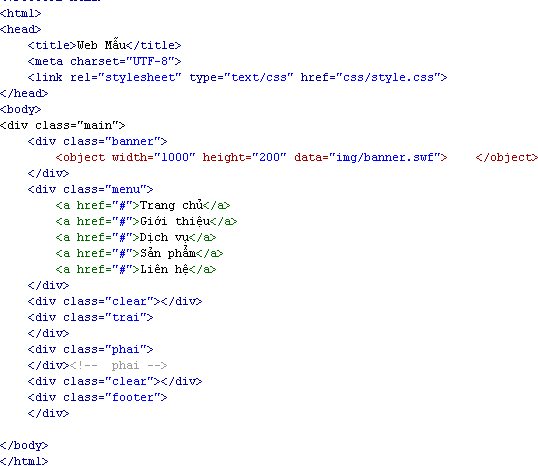 <html>
<head>
<title>Web Mẫu</title>
<meta charset="UTF-8">
<link rel="stylesheet" type="text/css" href="css/style.css">
</head>
<body>
<div class="main">
<div class="banner">
<object width="1000" height="200" data="img/banner.swf">    </object>
</div>
<div class="menu">
<a href="#">Trang chủ</a>
<a href="#">Giới thiệu</a>
<a href="#">Dịch vụ</a>
<a href="#">Sản phẩm</a>
<a href="#">Liên hệ</a>
</div>
<div class="clear"></div>
<div class="trai">
</div>
<div class="phai">
</div><!--  phai -->
<div class="clear"></div>
<div class="footer">
</div>
</body>
</html>